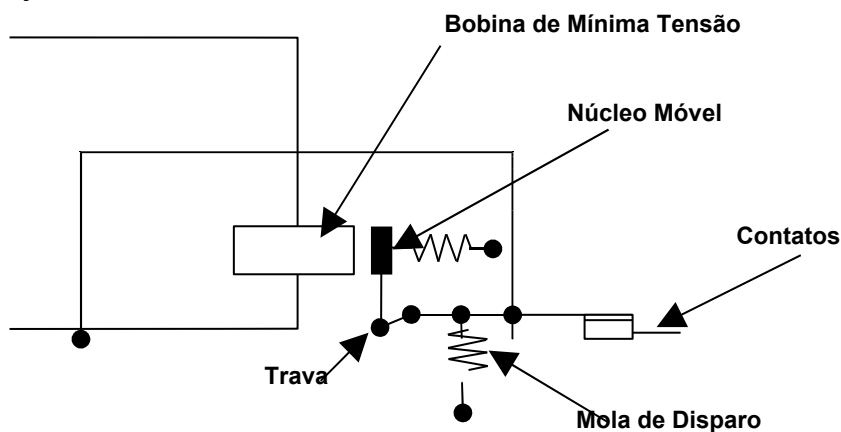 Bobina de Mínima Tensão
Núcleo Móvel
Contatos
Trava
Mola de Disparo